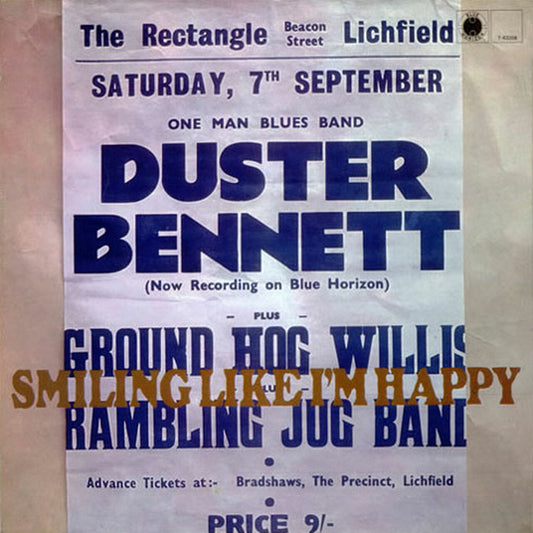 The Rectangle Beacon Street Lichfield
7-63208
SATURDAY, 7TH SEPTEMBER
ONE MAN BLUES BAND
DUSTER
BENNETT
(Now Recording on Blue Horizon)
- PLUS -
GROUND HOG WILLIS
SMILING LIKE I'M HAPPY
RAMBLING JUG BAND
Advance Tickets at :- Bradshaws, The Precinct, Lichfield
PRICE 9/-